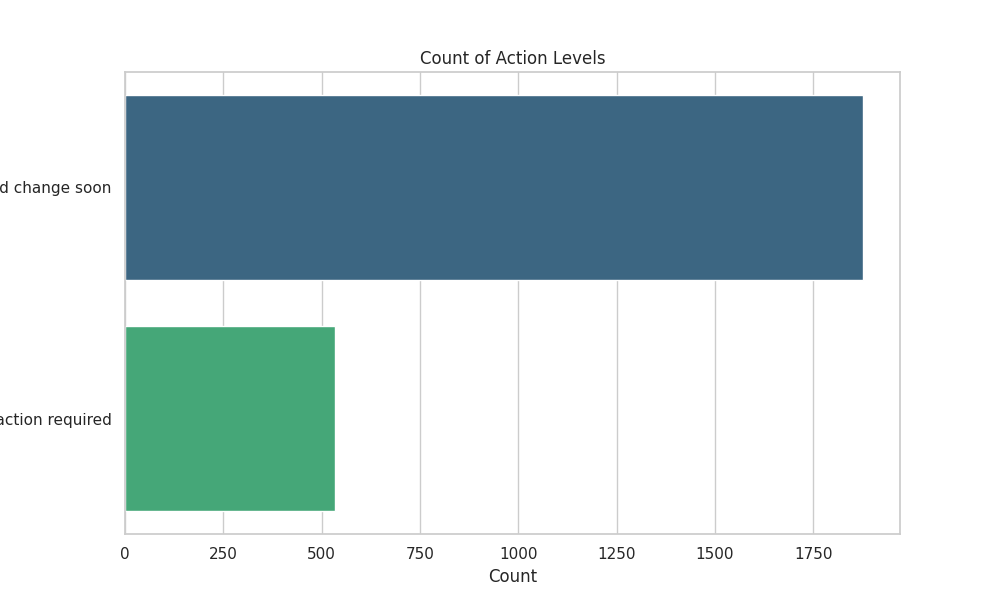 Count of Action Levels
d change soon
action required
0 250 500 750 1000 1250 1500 1750
Count